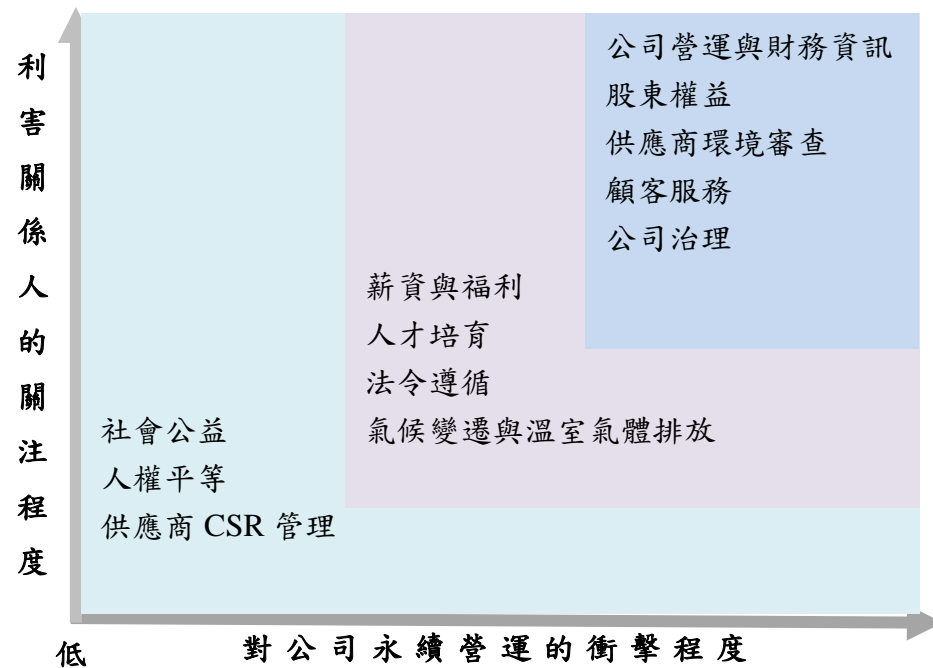 利害關係人的關注程度
公司營運與財務資訊
股東權益
供應商環境審查
顧客服務
公司治理
薪資與福利
人才培育
法令遵循
氣候變遷與溫室氣體排放
社會公益
人權平等
供應商 CSR 管理
低
對公司永續營運的衝擊程度